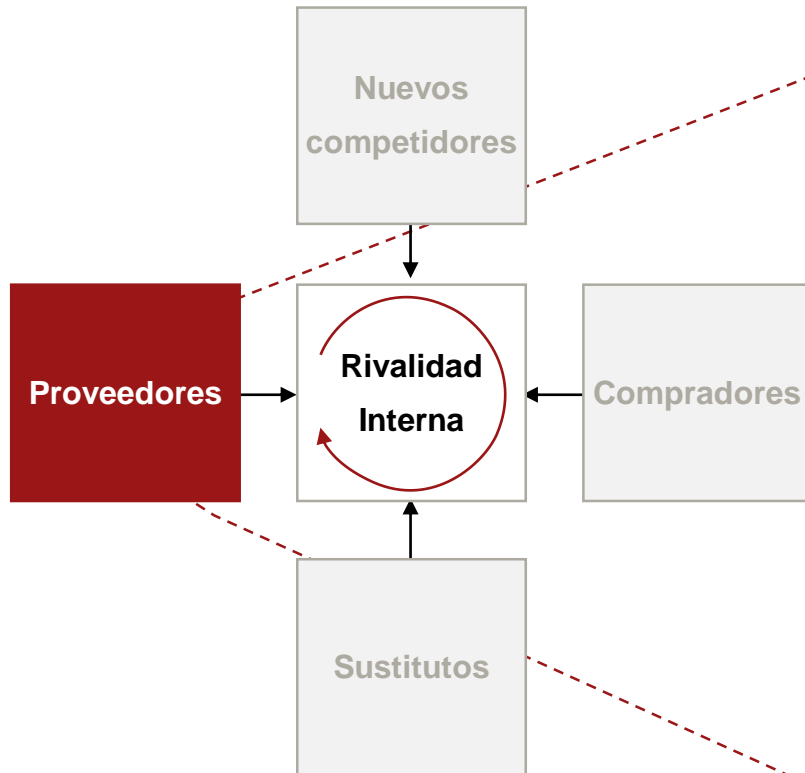 Nuevos
competidores
Proveedores
Rivalidad
Interna
Compradores
Sustitutos